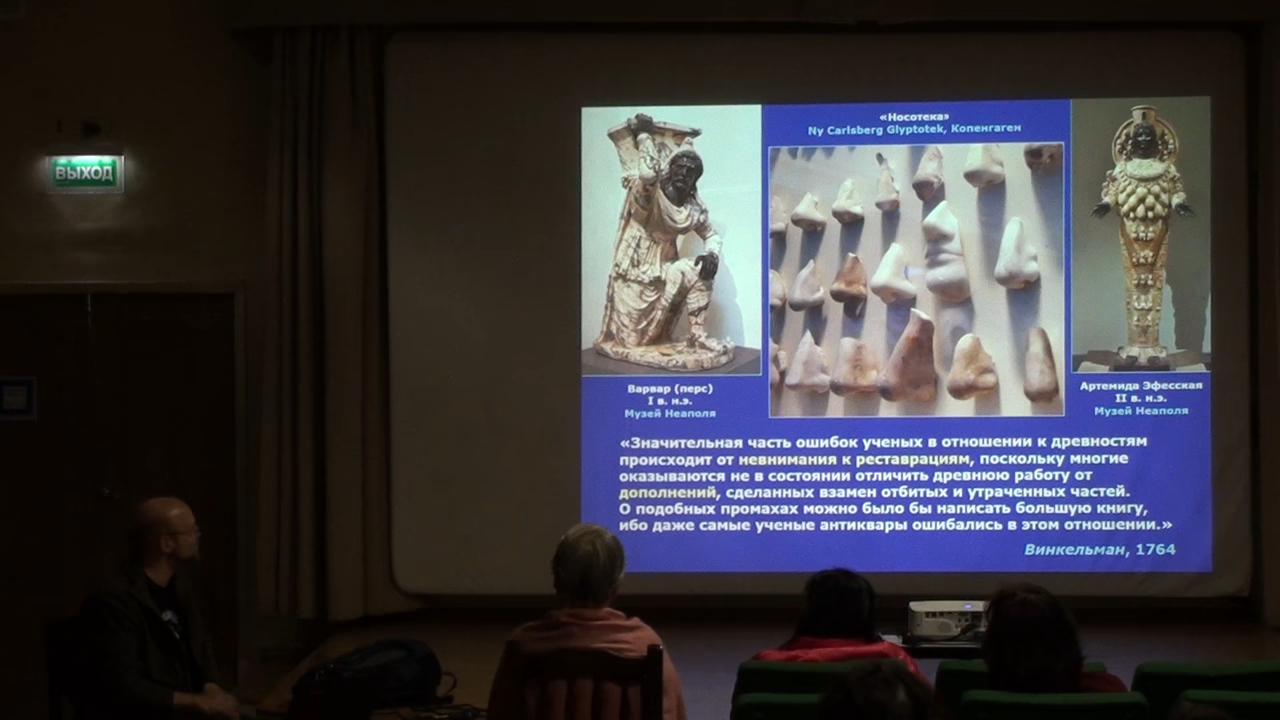 ВЫХОД
«Носотека»
Ny Carlsberg Glyptotek, Копенгаген
Варвар (перс)
I в. н.э.
Музей Неаполя
Артемида Эфесская
II в. н.э.
Музей Неаполя
«Значительная часть ошибок ученых в отношении к древностям
происходит от невнимания к реставрациям, поскольку многие
оказываются не в состоянии отличить древнюю работу от
дополнений, сделанных взамен отбитых и утраченных частей.
О подобных промахах можно было бы написать большую книгу,
ибо даже самые ученые антиквары ошибались в этом отношении.»
Винкельман, 1764